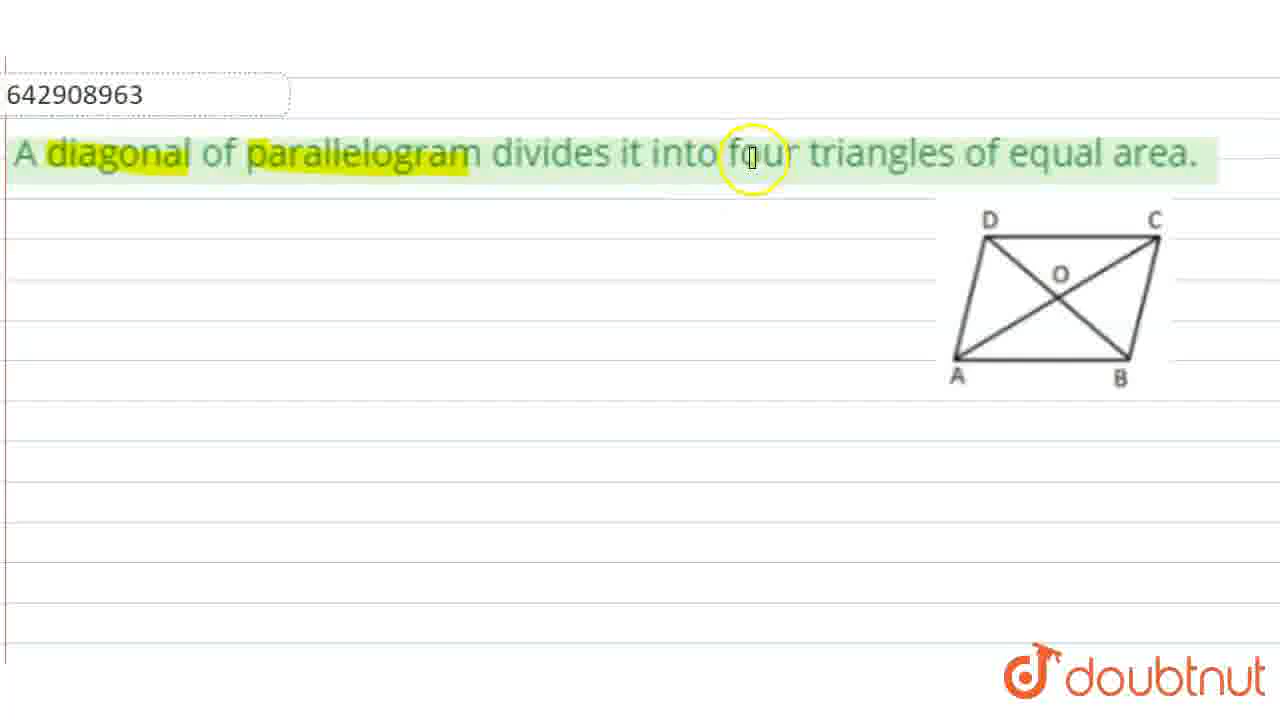 642908963
A diagonal of parallelogram divides it into four triangles of equal area.
D C
O
A B
doubtnut